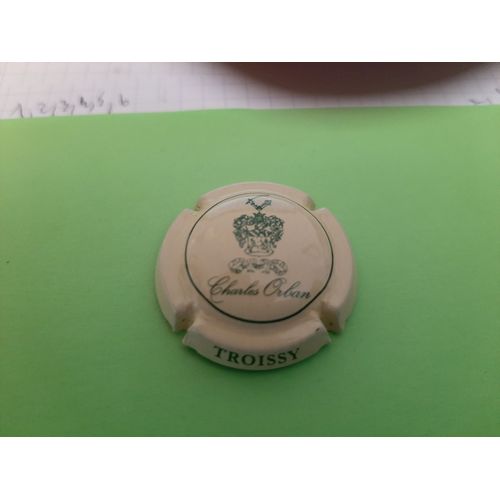 1, 2, 3, 4, 5, 6
Charles Orban
TROISSY